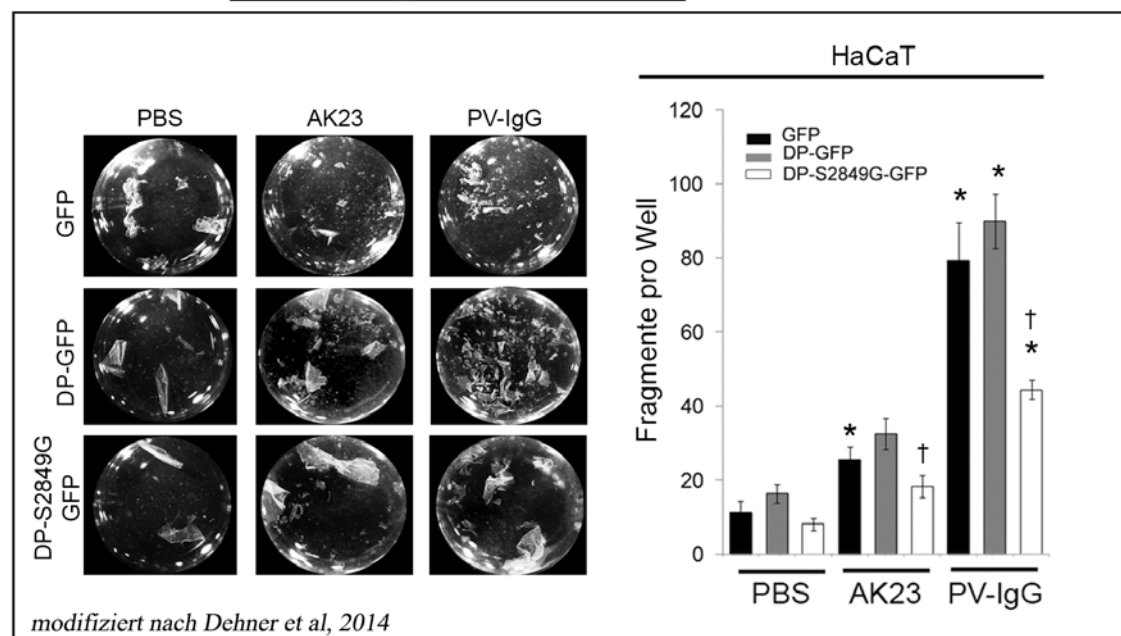 PBS
AK23
PV-IgG
GFP
DP-GFP
DP-S2849G
GFP
HaCaT
Fragmente pro Well
120
100
80
60
40
20
0
GFP
DP-GFP
DP-S2849G-GFP
*
*
†
*
*
†
PBS
AK23
PV-IgG
modifiziert nach Dehner et al, 2014